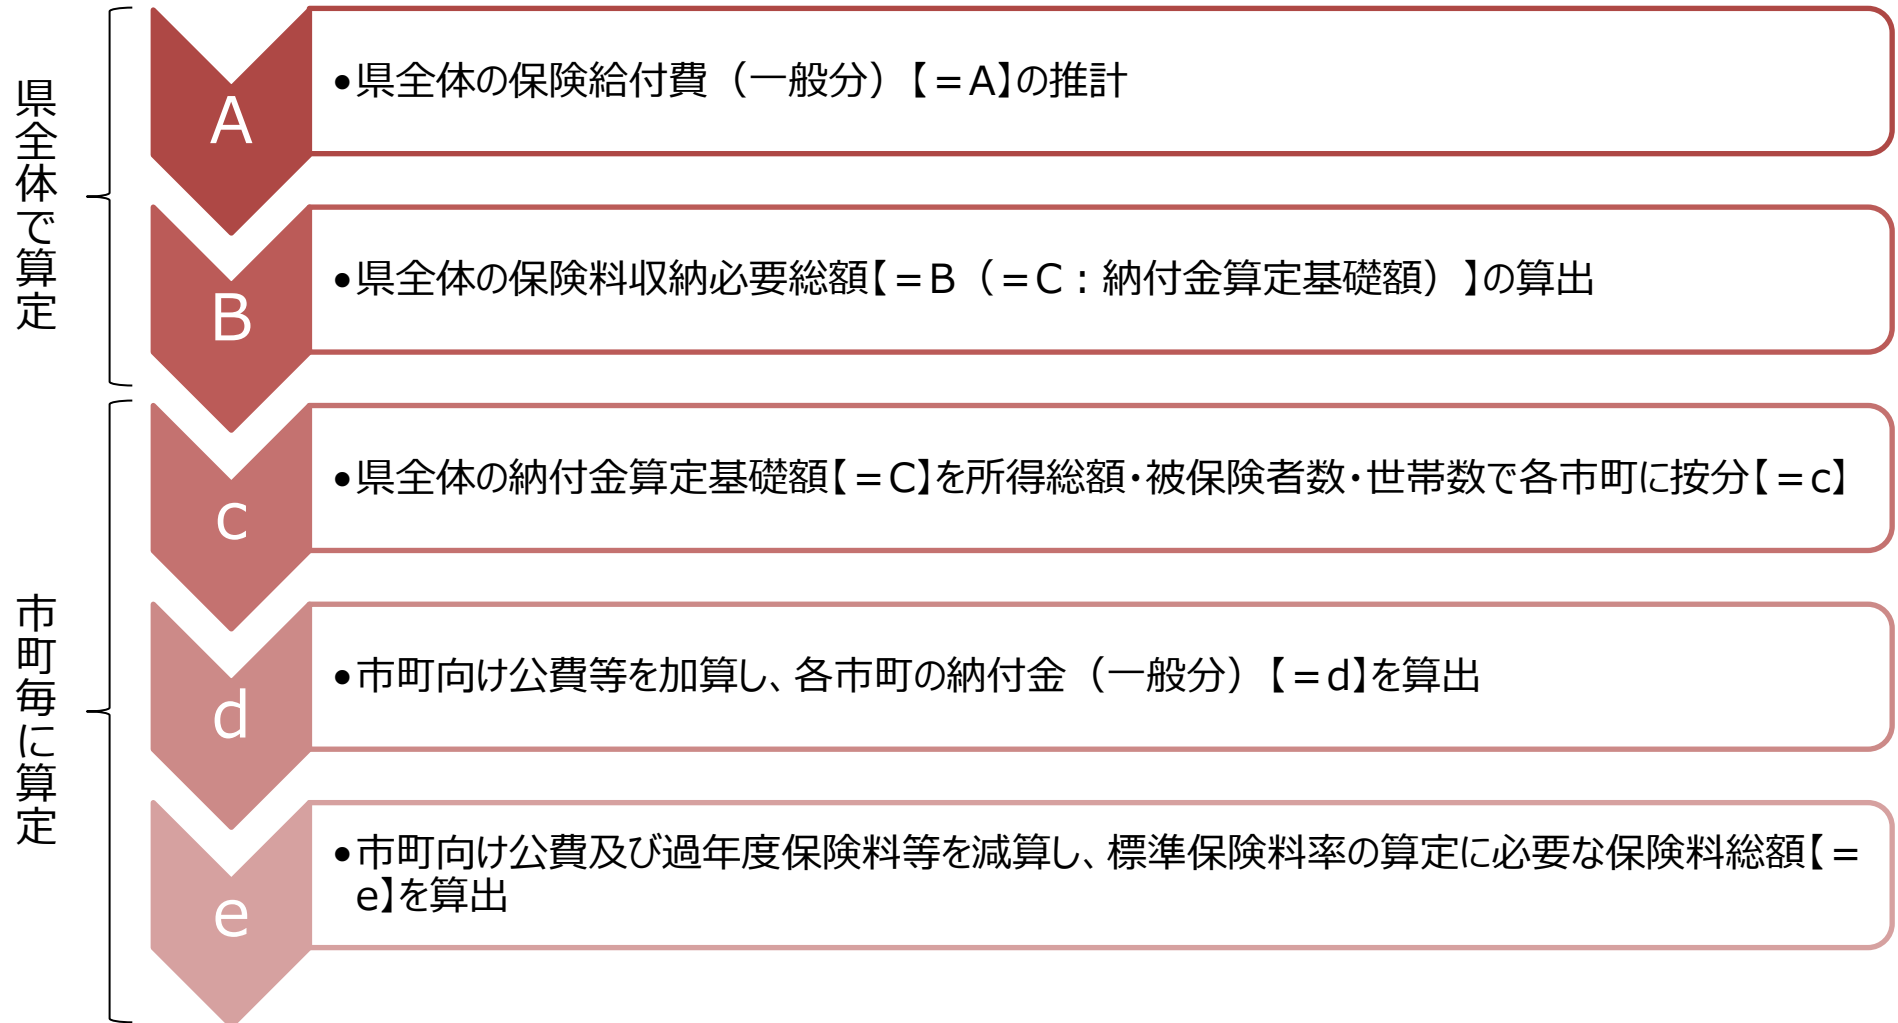 県全体で算定
A
•県全体の保険給付費（一般分）【＝A】の推計
B
•県全体の保険料収納必要総額【＝B（＝C：納付金算定基礎額）】の算出
市町毎に算定
c
•県全体の納付金算定基礎額【＝C】を所得総額・被保険者数・世帯数で各市町に按分【＝c】
d
•市町向け公費等を加算し、各市町の納付金（一般分）【＝d】を算出
e
•市町向け公費及び過年度保険料等を減算し、標準保険料率の算定に必要な保険料総額【＝
e】を算出